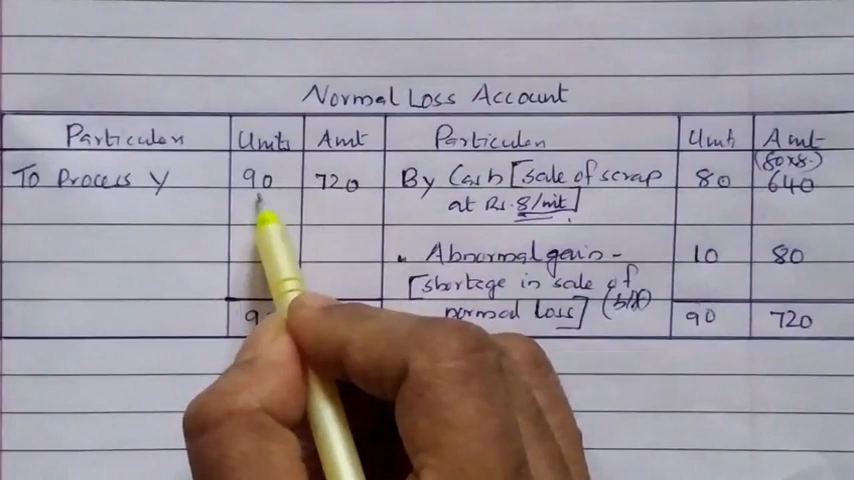 Normal Loss Account
Particulars Units Amt Particulars Units Amt
To Process Y 90 720 By Cash [sale of scrap 80 (80x8) 640
at Rs. 8/unit]
Abnormal gain - 10 80
[shortage in sale of
normal loss] (b/f) 90 720